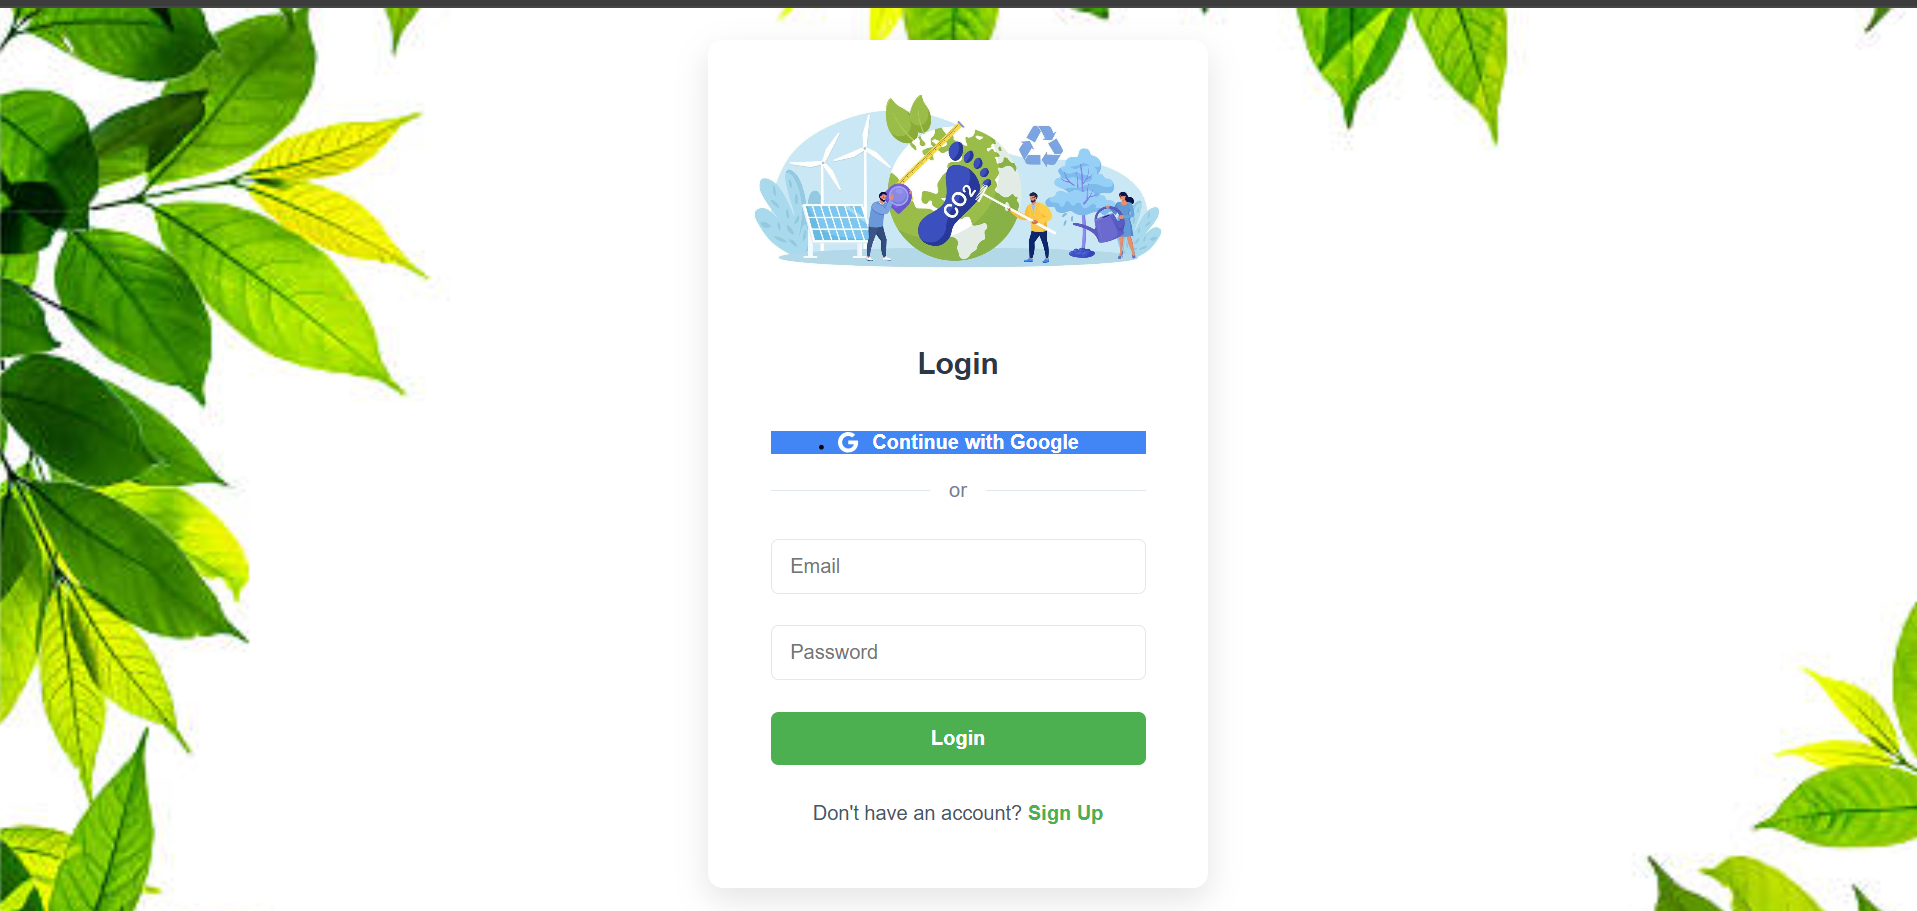 CO2
Login
Continue with Google
or
Email
Password
Login
Don't have an account? Sign Up